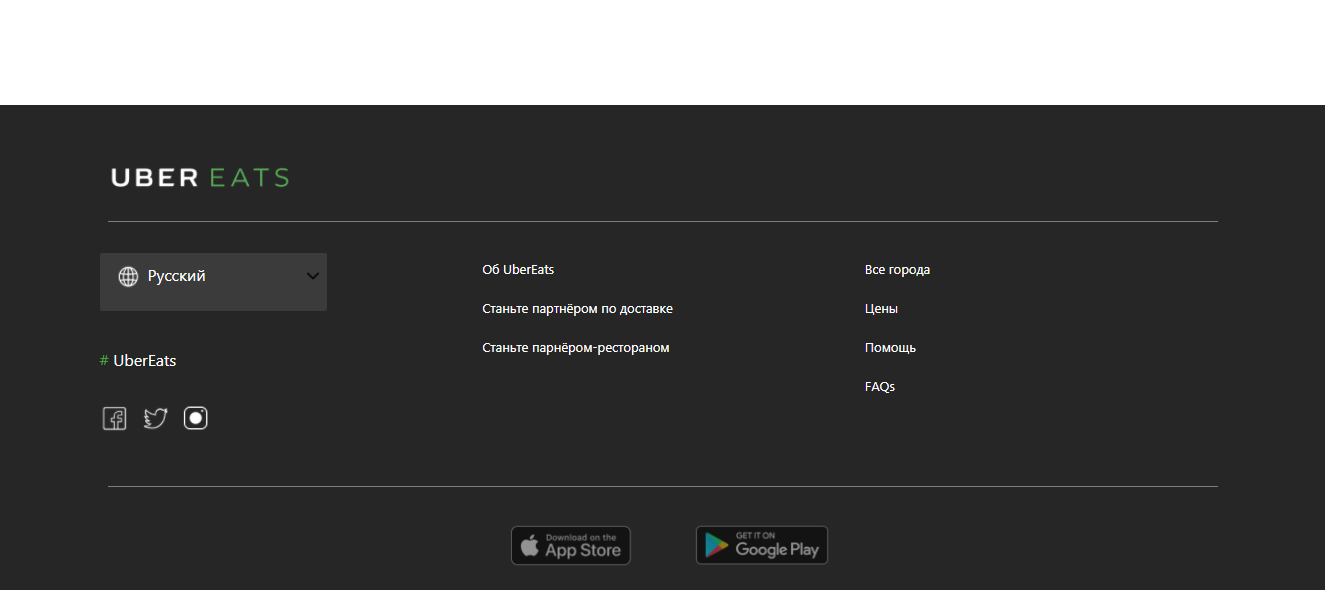 UBER EATS
Русский
# UberEats
Об UberEats
Станьте партнёром по доставке
Станьте парнёром-рестораном
Все города
Цены
Помощь
FAQs
Download on the
App Store
GET IT ON
Google Play